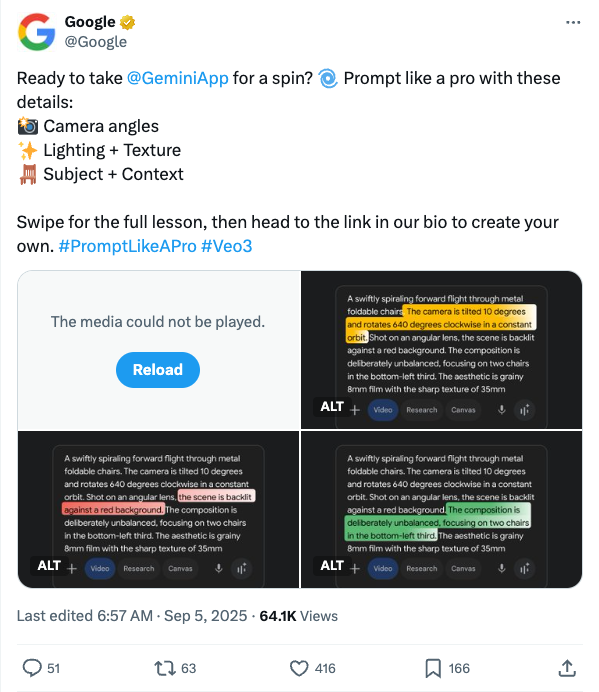 Google
@Google
Ready to take @GeminiApp for a spin? 🌀 Prompt like a pro with these
details:
📸 Camera angles
✨ Lighting + Texture
🪑 Subject + Context
Swipe for the full lesson, then head to the link in our bio to create your
own. #PromptLikeAPro #Veo3
The media could not be played.
Reload
A swiftly spiraling forward flight through metal
foldable chairs. The camera is tilted 10 degrees
and rotates 640 degrees clockwise in a constant
orbit. Shot on an angular lens, the scene is backlit
against a red background. The composition is
deliberately unbalanced, focusing on two chairs
in the bottom-left third. The aesthetic is grainy
8mm film with the sharp texture of 35mm
ALT
Video Research Canvas
A swiftly spiraling forward flight through metal
foldable chairs. The camera is tilted 10 degrees
and rotates 640 degrees clockwise in a constant
orbit. Shot on an angular lens, the scene is backlit
against a red background. The composition is
deliberately unbalanced, focusing on two chairs
in the bottom-left third. The aesthetic is grainy
8mm film with the sharp texture of 35mm
ALT
Video Research Canvas
A swiftly spiraling forward flight through metal
foldable chairs. The camera is tilted 10 degrees
and rotates 640 degrees clockwise in a constant
orbit. Shot on an angular lens, the scene is backlit
against a red background. The composition is
deliberately unbalanced, focusing on two chairs
in the bottom-left third. The aesthetic is grainy
8mm film with the sharp texture of 35mm
ALT
Video Research Canvas
Last edited 6:57 AM · Sep 5, 2025 · 64.1K Views
51 63 416 166